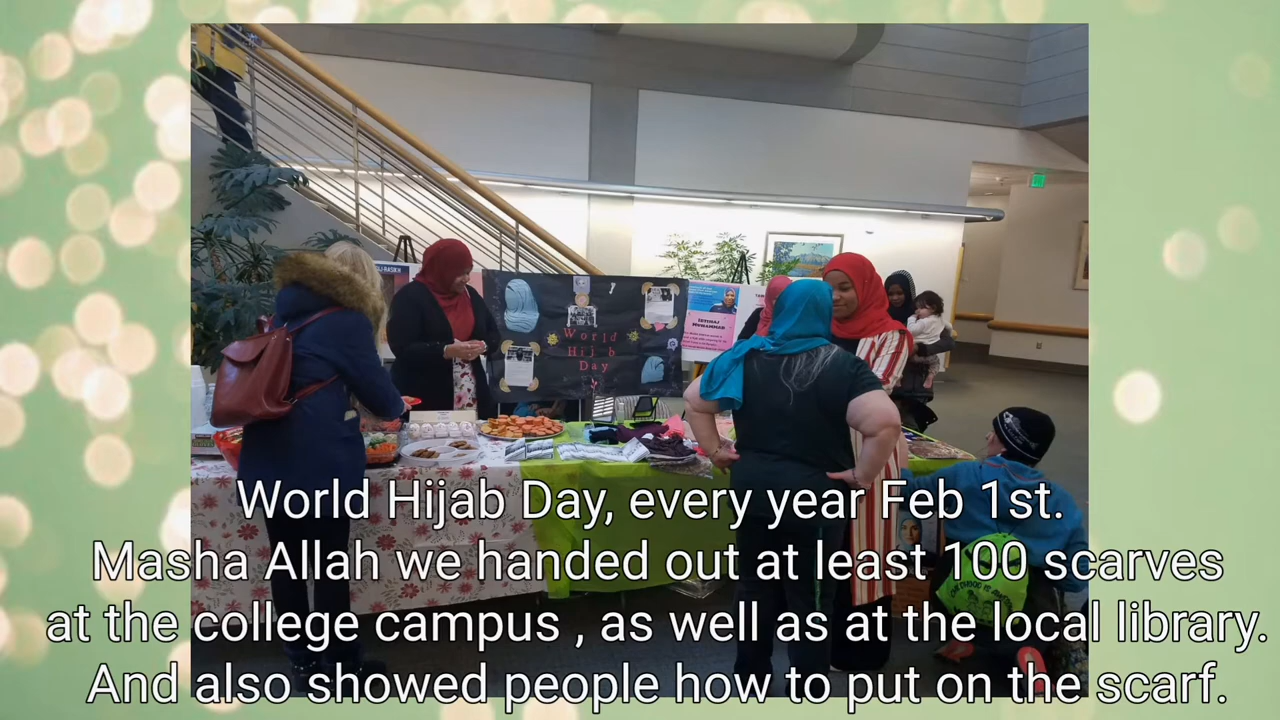 IBTIHAJ
MUHAMMAD
World
Hijab
Day
World Hijab Day, every year Feb 1st.
Masha Allah we handed out at least 100 scarves
at the college campus , as well as at the local library.
And also showed people how to put on the scarf.